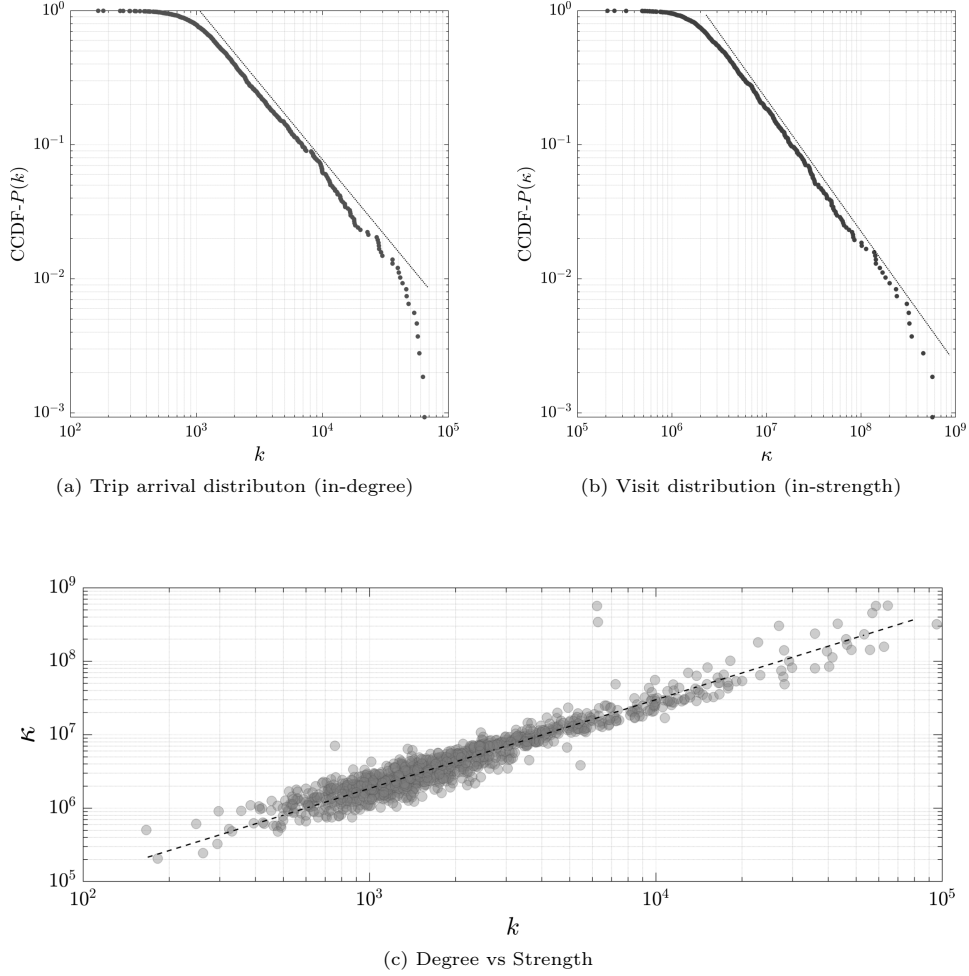 10^0
10^-1
10^-2
10^-3
CCDF-P(k)
10^2
10^3
10^4
10^5
k
(a) Trip arrival distributon (in-degree)
10^0
10^-1
10^-2
10^-3
CCDF-P(κ)
10^5
10^6
10^7
10^8
10^9
κ
(b) Visit distribution (in-strength)
10^9
10^8
10^7
10^6
10^5
κ
10^2
10^3
10^4
10^5
k
(c) Degree vs Strength